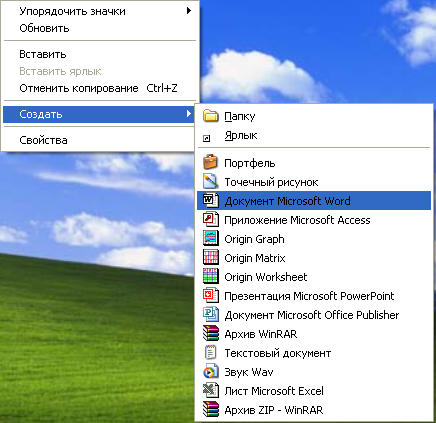 Упорядочить значки
Обновить
Вставить
Вставить ярлык
Отменить копирование Ctrl+Z
Создать
Свойства
Папку
Ярлык
Портфель
Точечный рисунок
Документ Microsoft Word
Приложение Microsoft Access
Origin Graph
Origin Matrix
Origin Worksheet
Презентация Microsoft PowerPoint
Документ Microsoft Office Publisher
Архив WinRAR
Текстовый документ
Звук Wav
Лист Microsoft Excel
Архив ZIP - WinRAR